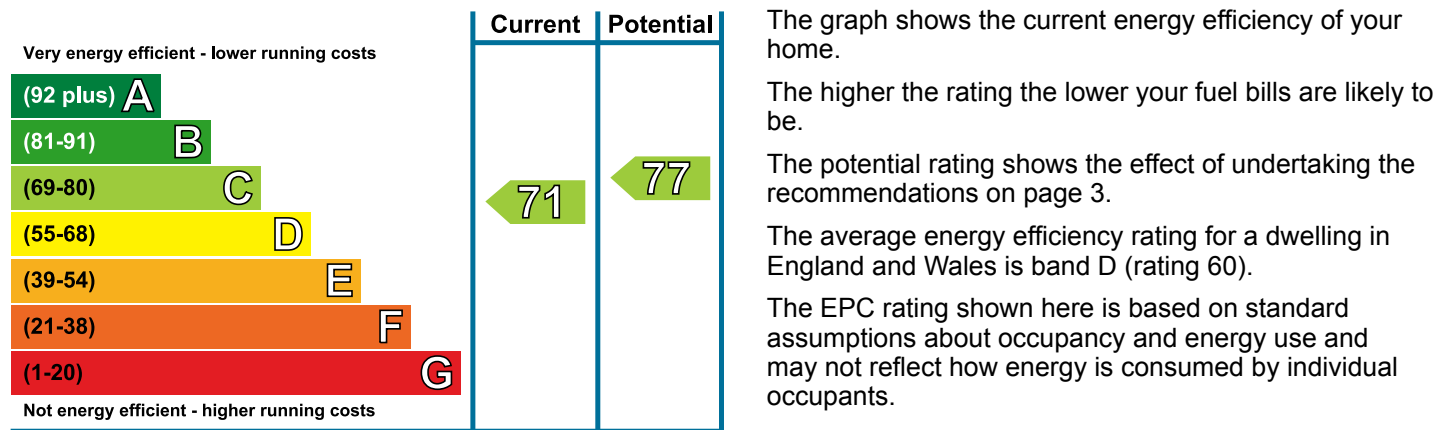 Current Potential
Very energy efficient - lower running costs
(92 plus) A
(81-91) B
(69-80) C
(55-68) D
(39-54) E
(21-38) F
(1-20) G
Not energy efficient - higher running costs
71
77
The graph shows the current energy efficiency of your
home.
The higher the rating the lower your fuel bills are likely to
be.
The potential rating shows the effect of undertaking the
recommendations on page 3.
The average energy efficiency rating for a dwelling in
England and Wales is band D (rating 60).
The EPC rating shown here is based on standard
assumptions about occupancy and energy use and
may not reflect how energy is consumed by individual
occupants.